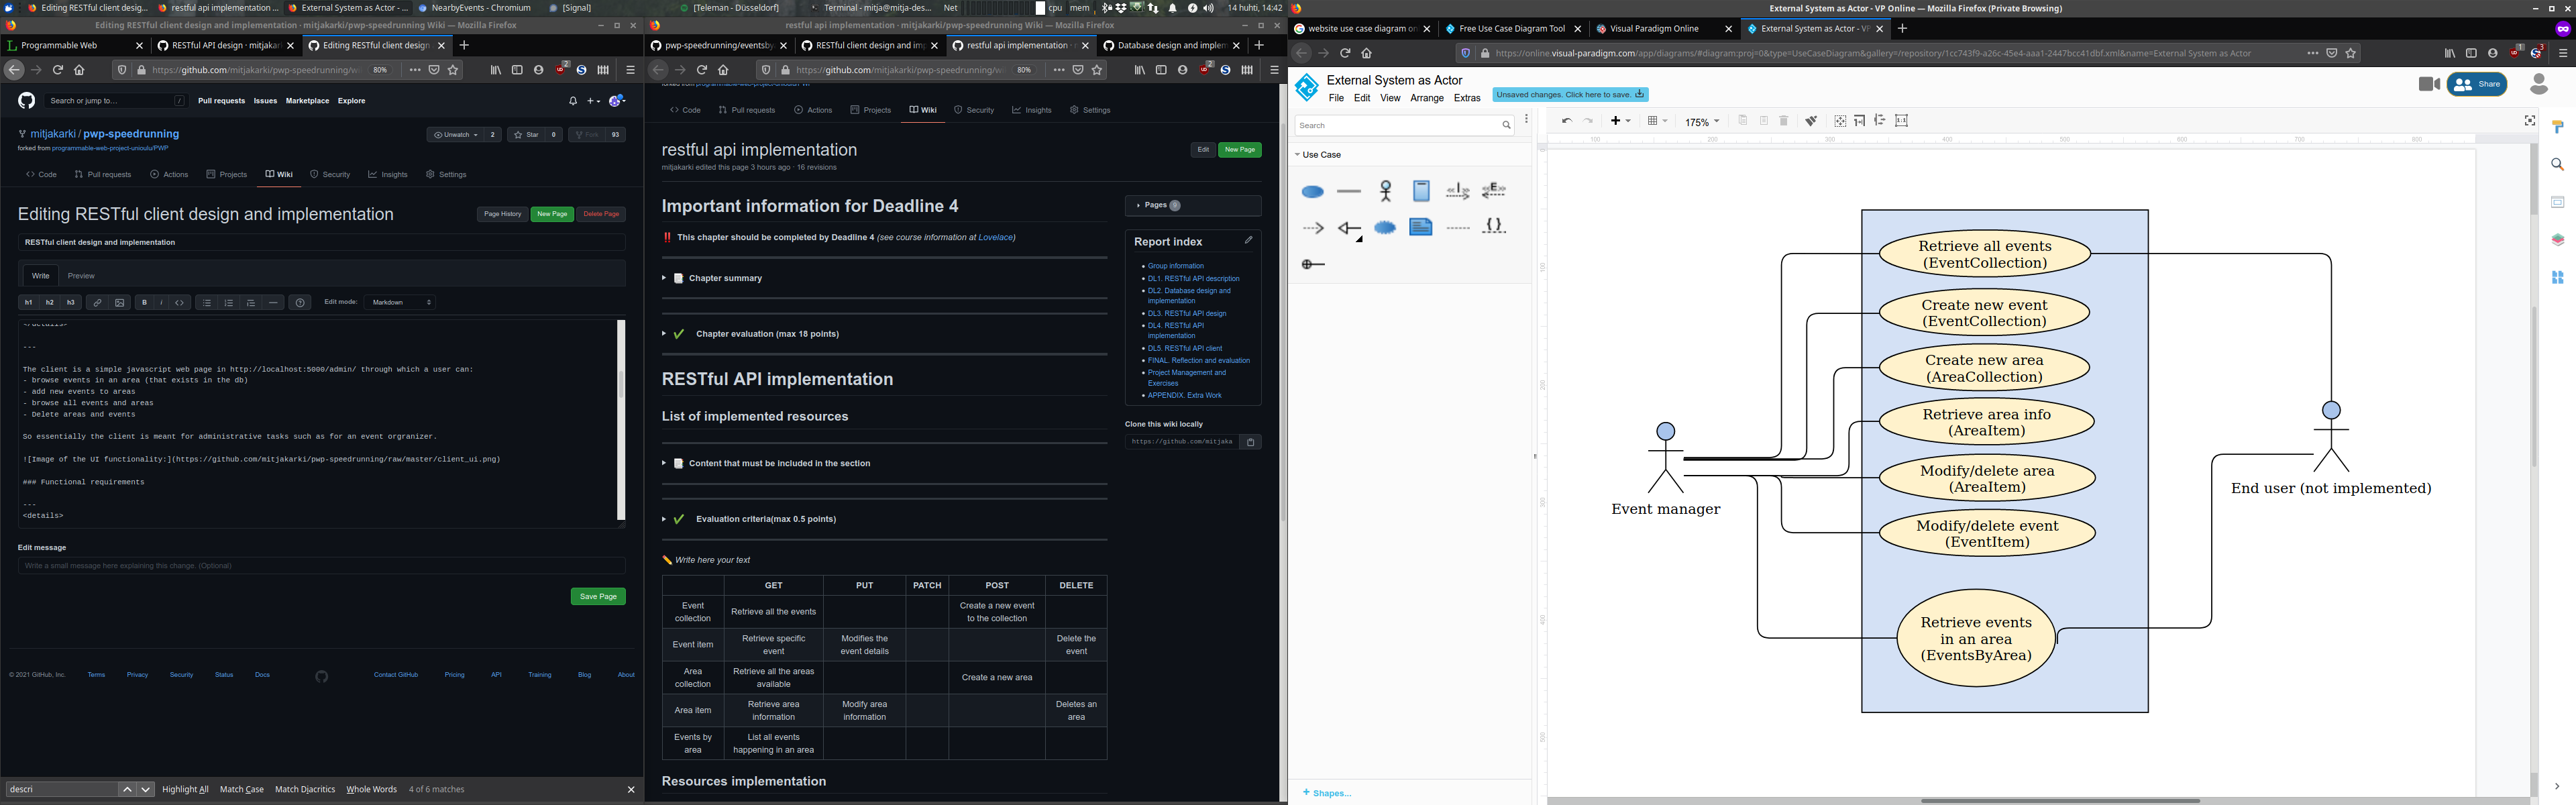 Editing RESTful client desig...
restful api implementation ...
External System as Actor - ...
NearbyEvents - Chromium
[Signal]
[Teleman - Düsseldorf]
Terminal - mitja@mitja-des...
Net
cpu
mem
14 huhti, 14:42
Editing RESTful client design and implementation · mitjakarki/pwp-speedrunning Wiki — Mozilla Firefox
Programmable Web
RESTful API design · mitjakar
Editing RESTful client design
https://github.com/mitjakarki/pwp-speedrunning/wi
80%
Search or jump to…
/
Pull requests
Issues
Marketplace
Explore
mitjakarki / pwp-speedrunning
forked from programmable-web-project-unioulu/PWP
Unwatch
2
Star
0
Fork
93
Code
Pull requests
Actions
Projects
Wiki
Security
Insights
Settings
Editing RESTful client design and implementation
Page History
New Page
Delete Page
RESTful client design and implementation
Write
Preview
h1
h2
h3
B
i
Edit mode:
Markdown
</details>
---
The client is a simple javascript web page in http://localhost:5000/admin/ through which a user can:
- browse events in an area (that exists in the db)
- add new events to areas
- browse all events and areas
- Delete areas and events
So essentially the client is meant for administrative tasks such as for an event orgranizer.
![Image of the UI functionality:](https://github.com/mitjakarki/pwp-speedrunning/raw/master/client_ui.png)
### Functional requirements
---
<details>
Edit message
Write a small message here explaining this change. (Optional)
Save Page
© 2021 GitHub, Inc.
Terms
Privacy
Security
Status
Docs
Contact GitHub
Pricing
API
Training
Blog
About
descri
Highlight All
Match Case
Match Diacritics
Whole Words
4 of 6 matches
restful api implementation · mitjakarki/pwp-speedrunning Wiki — Mozilla Firefox
pwp-speedrunning/eventsby
RESTful client design and imp
restful api implementation ·
Database design and implem
https://github.com/mitjakarki/pwp-speedrunning/wi
80%
Code
Pull requests
Actions
Projects
Wiki
Security
Insights
Settings
restful api implementation
Edit
New Page
mitjakarki edited this page 3 hours ago · 16 revisions
Important information for Deadline 4
‼️ This chapter should be completed by Deadline 4 (see course information at Lovelace)
Chapter summary
Chapter evaluation (max 18 points)
RESTful API implementation
List of implemented resources
Content that must be included in the section
Evaluation criteria(max 0.5 points)
Write here your text
GET PUT PATCH POST DELETE
Event collection Retrieve all the events Create a new event to the collection
Event item Retrieve specific event Modifies the event details Delete the event
Area collection Retrieve all the areas available Create a new area
Area item Retrieve area information Modify area information Deletes an area
Events by area List all events happening in an area
Resources implementation
Pages
Report index
Group information
DL1. RESTful API description
DL2. Database design and
implementation
DL3. RESTful API design
DL4. RESTful API
implementation
DL5. RESTful API client
FINAL. Reflection and evaluation
Project Management and
Exercises
APPENDIX. Extra Work
Clone this wiki locally
https://github.com/mitjaka
External System as Actor - VP Online — Mozilla Firefox (Private Browsing)
website use case diagram on
Free Use Case Diagram Tool
Visual Paradigm Online
External System as Actor - VP
https://online.visual-paradigm.com/app/diagrams/#diagram:proj=0&type=UseCaseDiagram&gallery=/repository/1cc743f9-a26c-45e4-aaa1-2447bcc41dbf.xml&name=External System as Actor
External System as Actor
File
Edit
View
Arrange
Extras
Unsaved changes. Click here to save.
Share
Search
175%
Use Case
+ Shapes...
Retrieve all events
(EventCollection)
Create new event
(EventCollection)
Create new area
(AreaCollection)
Retrieve area info
(AreaItem)
Modify/delete area
(AreaItem)
Modify/delete event
(EventItem)
Retrieve events
in an area
(EventsByArea)
Event manager
End user (not implemented)